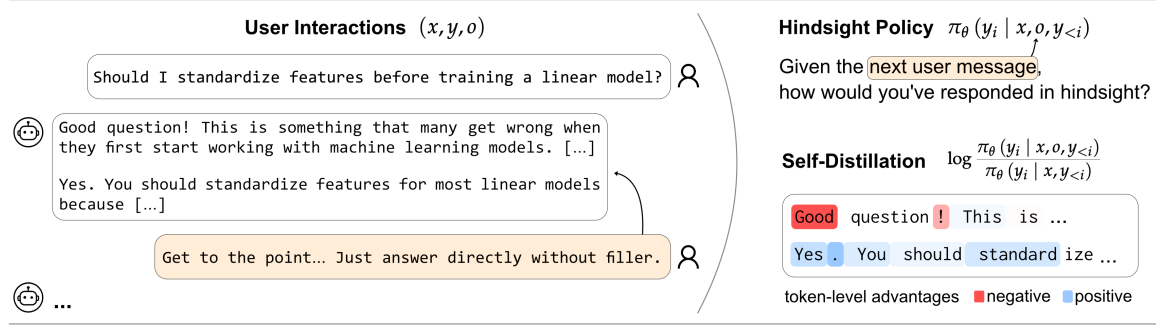 User Interactions (x, y, o)
Should I standardize features before training a linear model?
Good question! This is something that many get wrong when
they first start working with machine learning models. […]
Yes. You should standardize features for most linear models
because […]
Get to the point… Just answer directly without filler.
...
Hindsight Policy πθ (yi | x,o, y<i)
Given the next user message,
how would you've responded in hindsight?
Self-Distillation log πθ (yi | x,o,y<i) / πθ (yi | x,y<i)
Good question ! This is ...
Yes . You should standard ize ...
token-level advantages negative positive